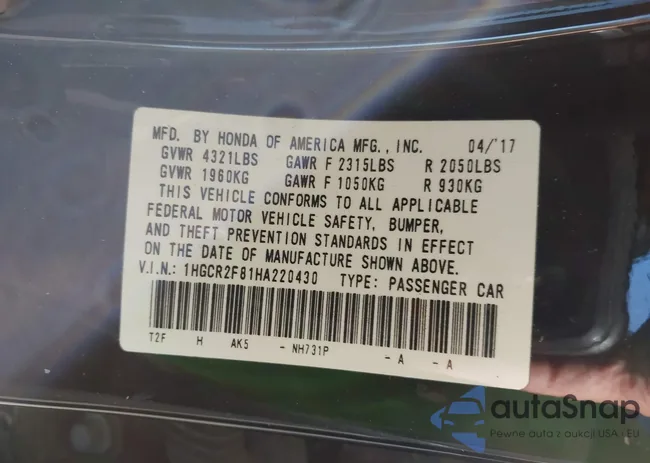 MFD. BY HONDA OF AMERICA MFG., INC. 04/'17
GVWR 4321LBS GAWR F 2315LBS R 2050LBS
GVWR 1960KG GAWR F 1050KG R 930KG
THIS VEHICLE CONFORMS TO ALL APPLICABLE
FEDERAL MOTOR VEHICLE SAFETY, BUMPER,
AND THEFT PREVENTION STANDARDS IN EFFECT
ON THE DATE OF MANUFACTURE SHOWN ABOVE.
V.I.N.: 1HGCR2F81HA220430 TYPE: PASSENGER CAR
T2F H AK5 - NH731P - A - A
autoSnap
Pewne auta z aukcji USA i EU